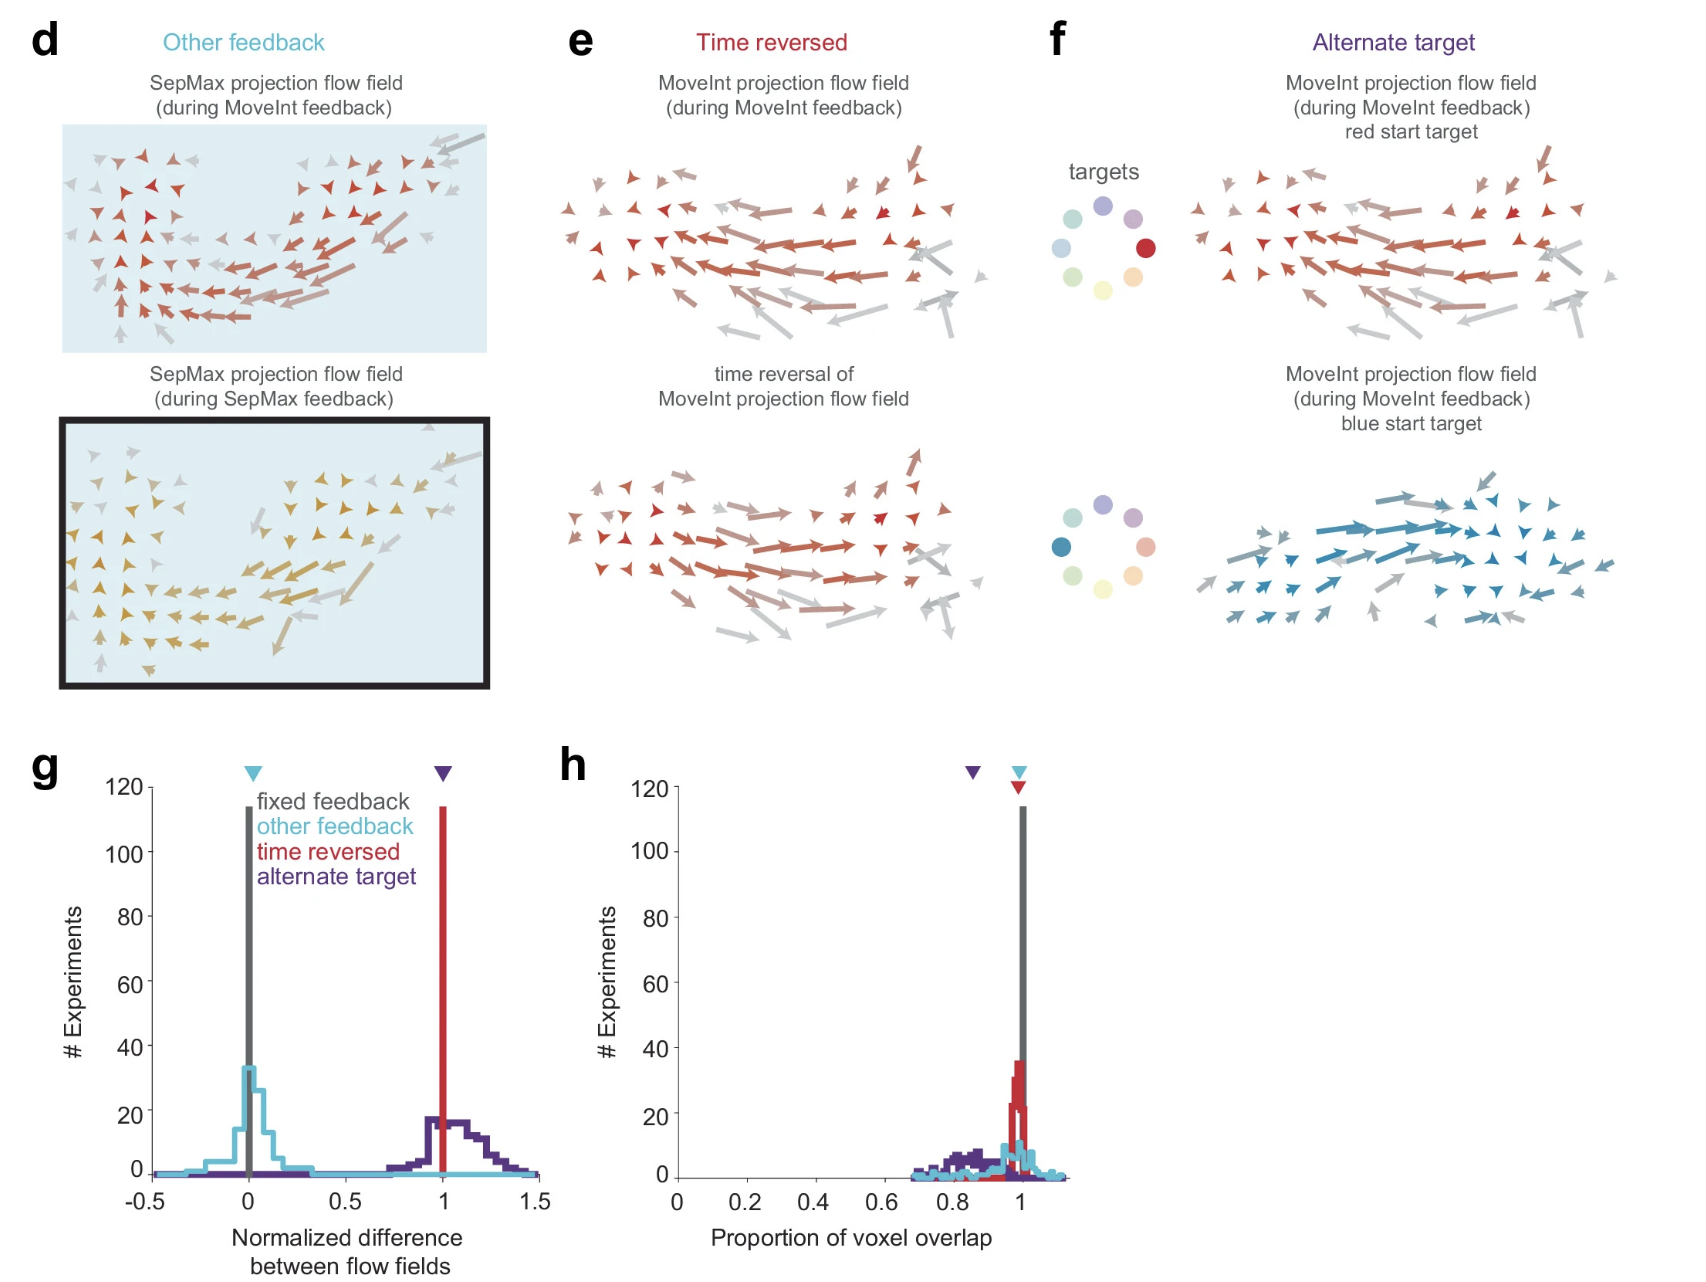 d
Other feedback
SepMax projection flow field
(during MoveInt feedback)
SepMax projection flow field
(during SepMax feedback)
e
Time reversed
MoveInt projection flow field
(during MoveInt feedback)
time reversal of
MoveInt projection flow field
f
Alternate target
MoveInt projection flow field
(during MoveInt feedback)
red start target
targets
MoveInt projection flow field
(during MoveInt feedback)
blue start target
g
120
100
80
60
40
20
0
# Experiments
fixed feedback
other feedback
time reversed
alternate target
-0.5
0
0.5
1
1.5
Normalized difference
between flow fields
h
120
100
80
60
40
20
0
# Experiments
0
0.2
0.4
0.6
0.8
1
Proportion of voxel overlap